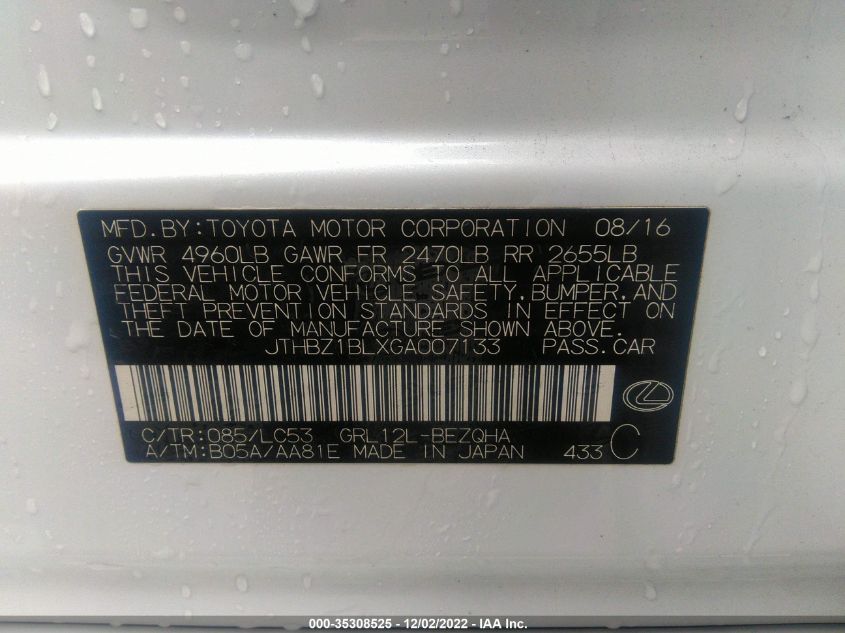 MFD.BY:TOYOTA MOTOR CORPORATION 08/16
GVWR 4960LB GAWR FR 2470LB RR 2655LB
THIS VEHICLE CONFORMS TO ALL APPLICABLE
FEDERAL MOTOR VEHICLE SAFETY,BUMPER,AND
THEFT PREVENTION STANDARDS IN EFFECT ON
THE DATE OF MANUFACTURE SHOWN ABOVE.
JTHBZ1BLXGA007133 PASS.CAR
C/TR:085/LC53 GRL12L-BEZQHA
A/TM:B05A/AA81E MADE IN JAPAN 433 C
000-35308525 - 12/02/2022 - IAA Inc.